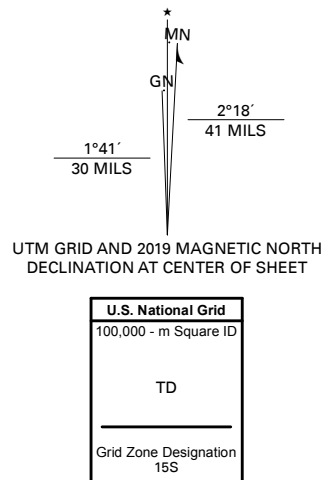 MN
GN
2°18´
41 MILS
1°41´
30 MILS
UTM GRID AND 2019 MAGNETIC NORTH
DECLINATION AT CENTER OF SHEET
U.S. National Grid
100,000 - m Square ID
TD
Grid Zone Designation
15S